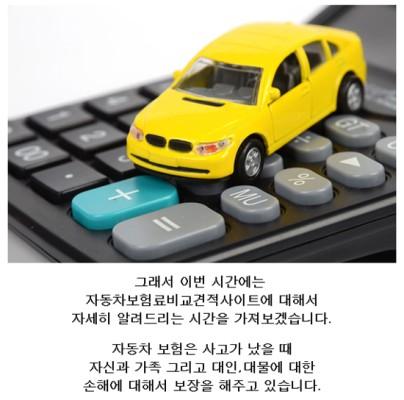 +
=
MU
%
GT
그래서 이번 시간에는
자동차보험료비교견적사이트에 대해서
자세히 알려드리는 시간을 가져보겠습니다.
자동차 보험은 사고가 났을 때
자신과 가족 그리고 대인,대물에 대한
손해에 대해서 보장을 해주고 있습니다.